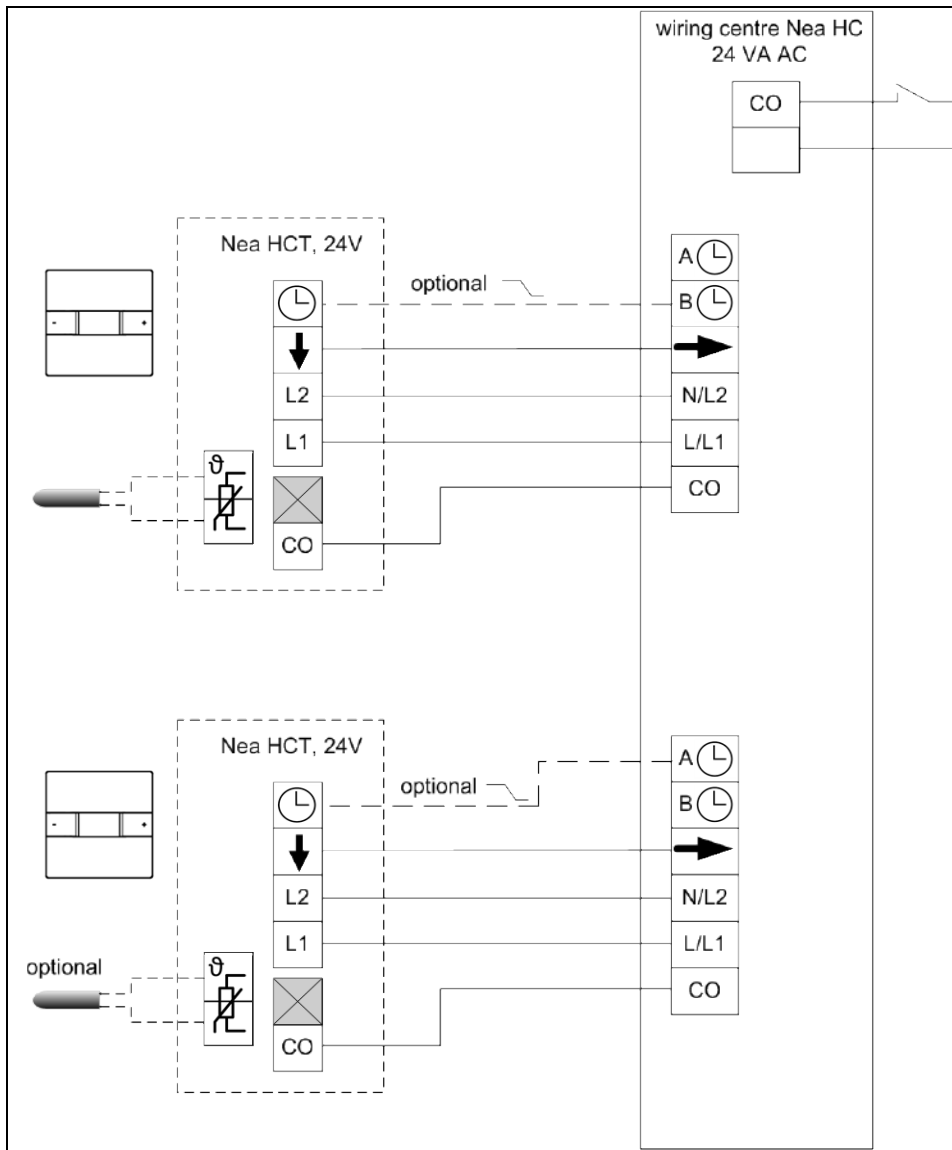 wiring centre Nea HC
24 VA AC
CO
Nea HCT, 24V
optional
A
B
L2
N/L2
L1
L/L1
ϑ
CO
CO
- +
Nea HCT, 24V
optional
A
B
L2
N/L2
L1
L/L1
optional
ϑ
CO
CO
- +